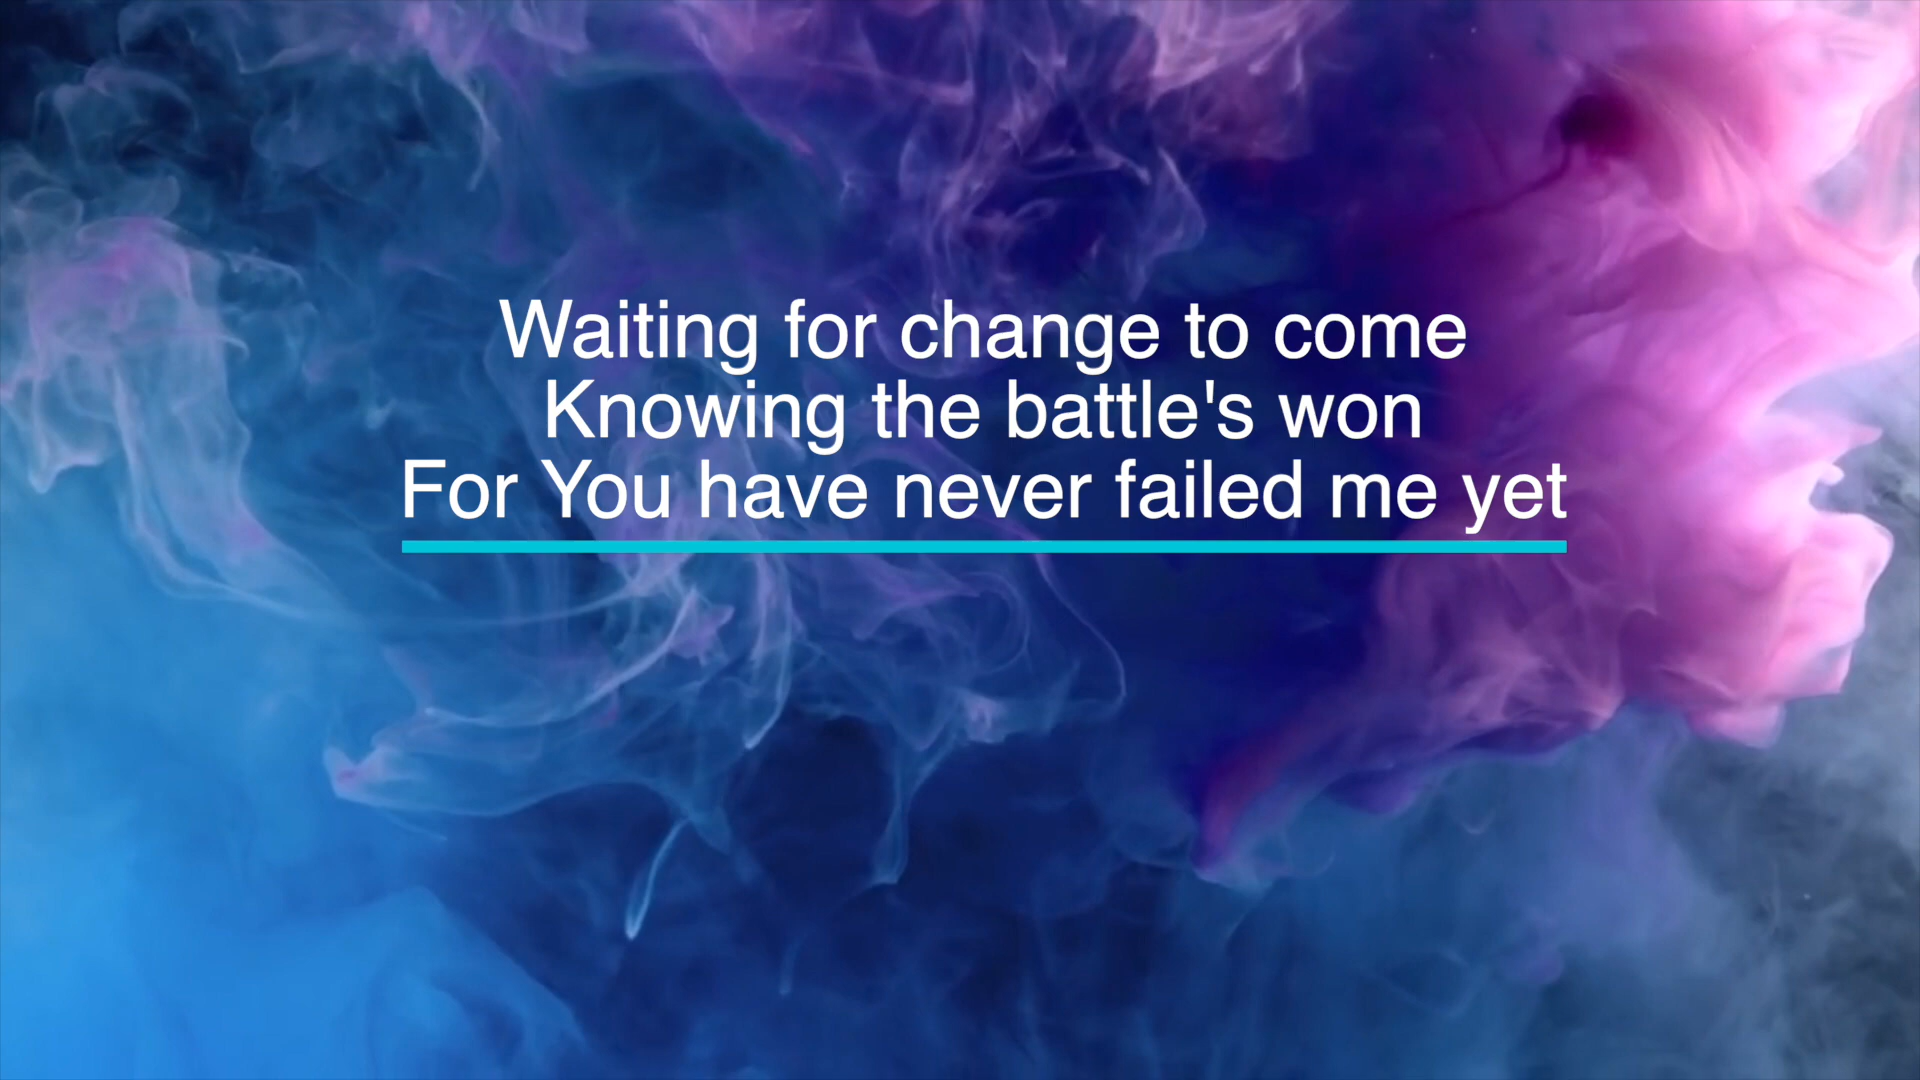 Waiting for change to come
Knowing the battle's won
For You have never failed me yet